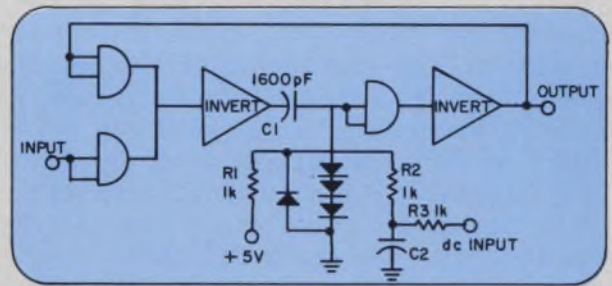 1600pF
INVERT
C1
INVERT
OUTPUT
INPUT
R1
1k
R2
1k
R3 1k
+5V
C2
dc INPUT